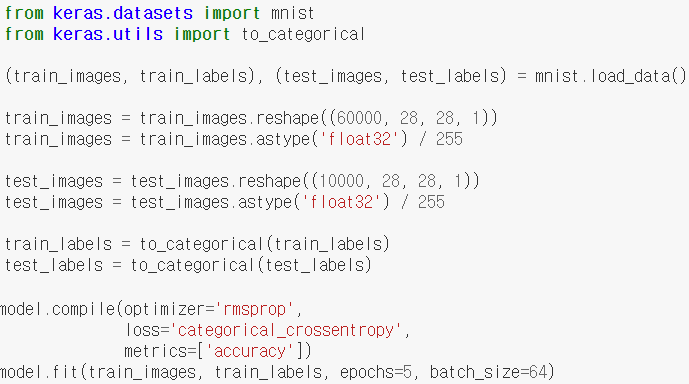 from keras.datasets import mnist
from keras.utils import to_categorical
(train_images, train_labels), (test_images, test_labels) = mnist.load_data()
train_images = train_images.reshape((60000, 28, 28, 1))
train_images = train_images.astype('float32') / 255
test_images = test_images.reshape((10000, 28, 28, 1))
test_images = test_images.astype('float32') / 255
train_labels = to_categorical(train_labels)
test_labels = to_categorical(test_labels)
model.compile(optimizer='rmsprop',
loss='categorical_crossentropy',
metrics=['accuracy'])
model.fit(train_images, train_labels, epochs=5, batch_size=64)